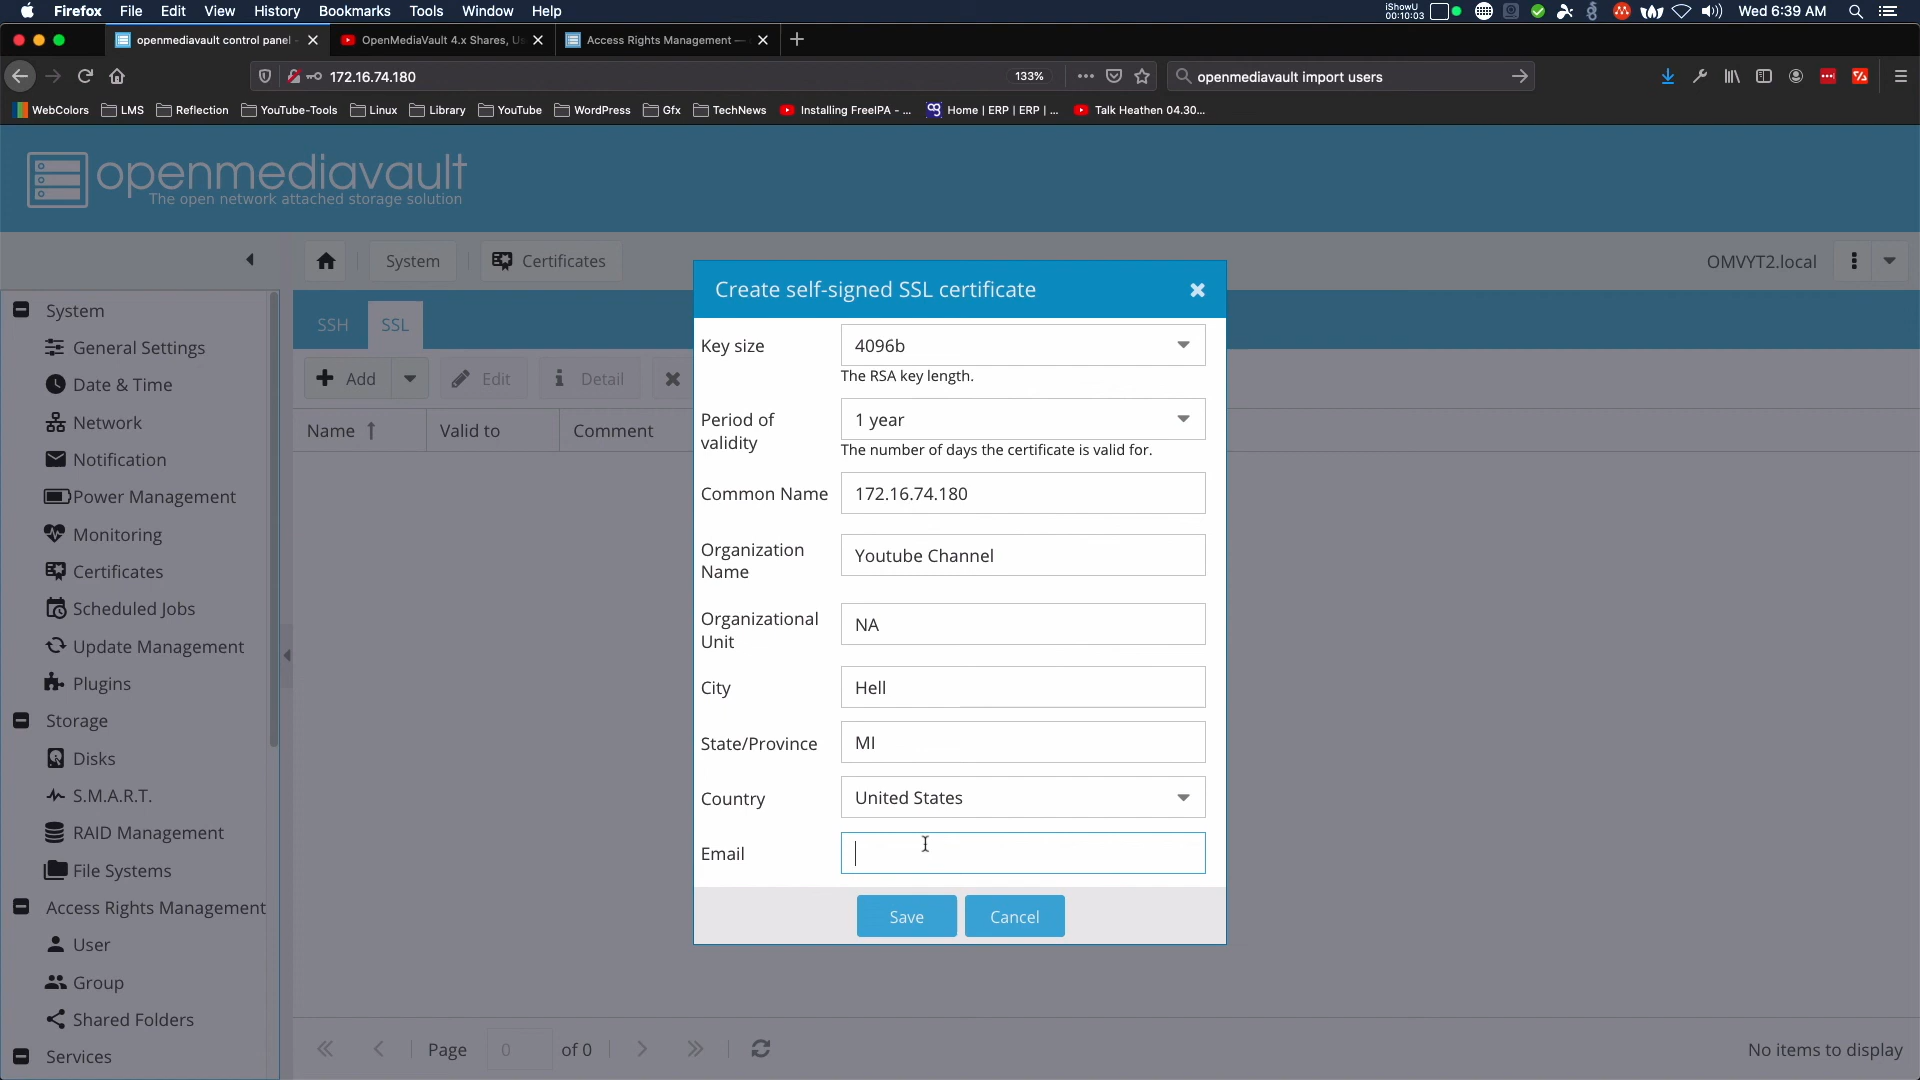 Firefox File Edit View History Bookmarks Tools Window Help
iShowU
00:10:03
Wed 6:39 AM
openmediavault control panel -
OpenMediaVault 4.x Shares, Us
Access Rights Management —
172.16.74.180
133%
openmediavault import users
WebColors LMS Reflection YouTube-Tools Linux Library YouTube WordPress Gfx TechNews Installing FreeIPA - ... Home | ERP | ERP | ... Talk Heathen 04.30...
openmediavault
The open network attached storage solution
System
Certificates
OMVYT2.local
System
General Settings
Date & Time
Network
Notification
Power Management
Monitoring
Certificates
Scheduled Jobs
Update Management
Plugins
Storage
Disks
S.M.A.R.T.
RAID Management
File Systems
Access Rights Management
User
Group
Shared Folders
Services
SSH SSL
Add Edit Detail
Name Valid to Comment
Create self-signed SSL certificate
Key size 4096b
The RSA key length.
Period of validity 1 year
The number of days the certificate is valid for.
Common Name 172.16.74.180
Organization Name Youtube Channel
Organizational Unit NA
City Hell
State/Province MI
Country United States
Email
Save Cancel
Page 0 of 0
No items to display